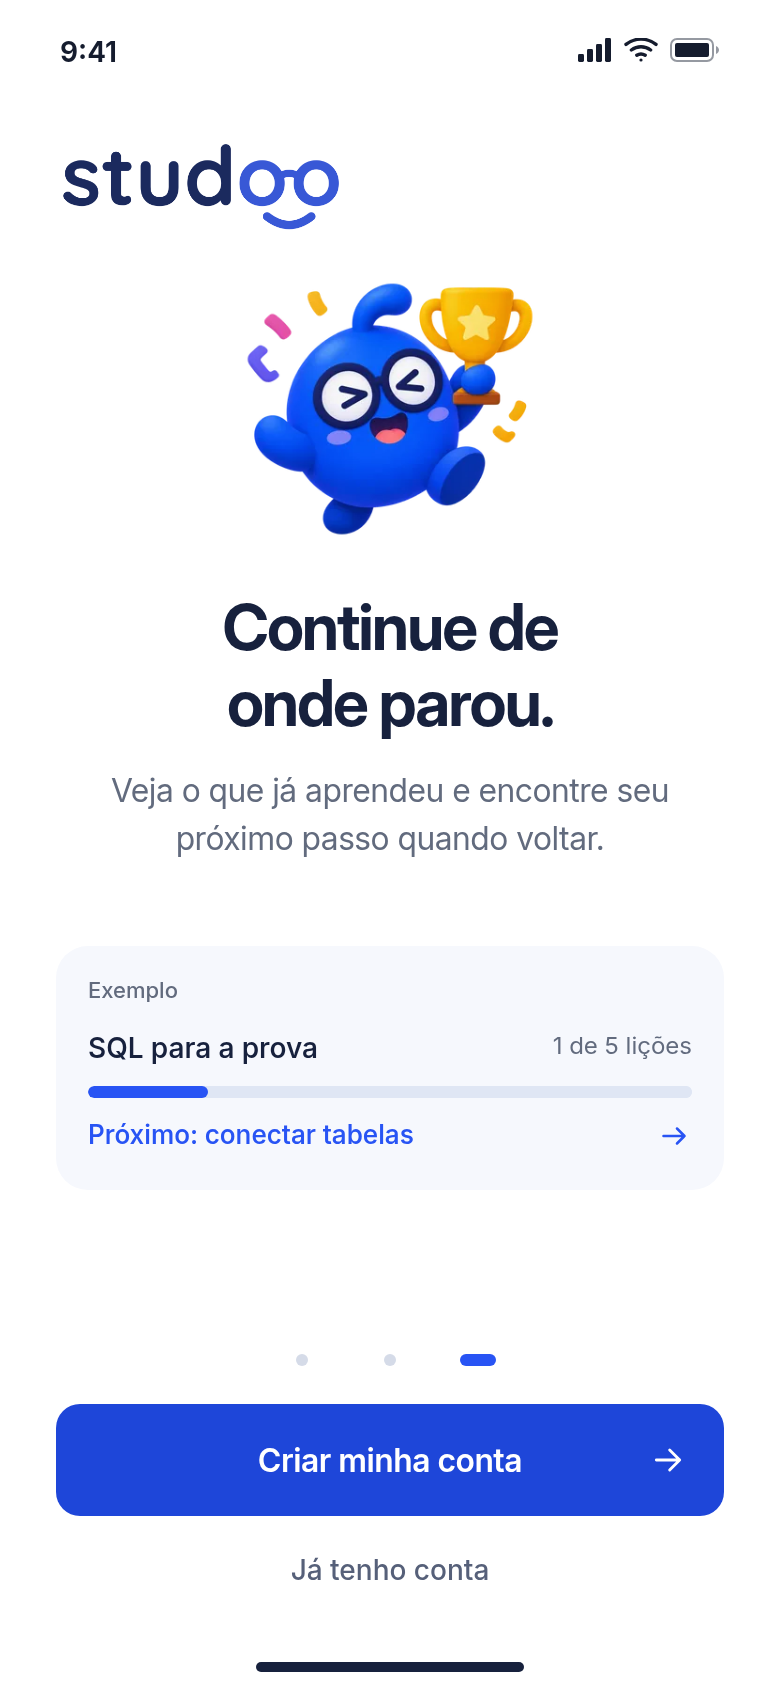 9:41
studoo
Continue de
onde parou.
Veja o que já aprendeu e encontre seu
próximo passo quando voltar.
Exemplo
SQL para a prova
1 de 5 lições
Próximo: conectar tabelas
Criar minha conta
Já tenho conta